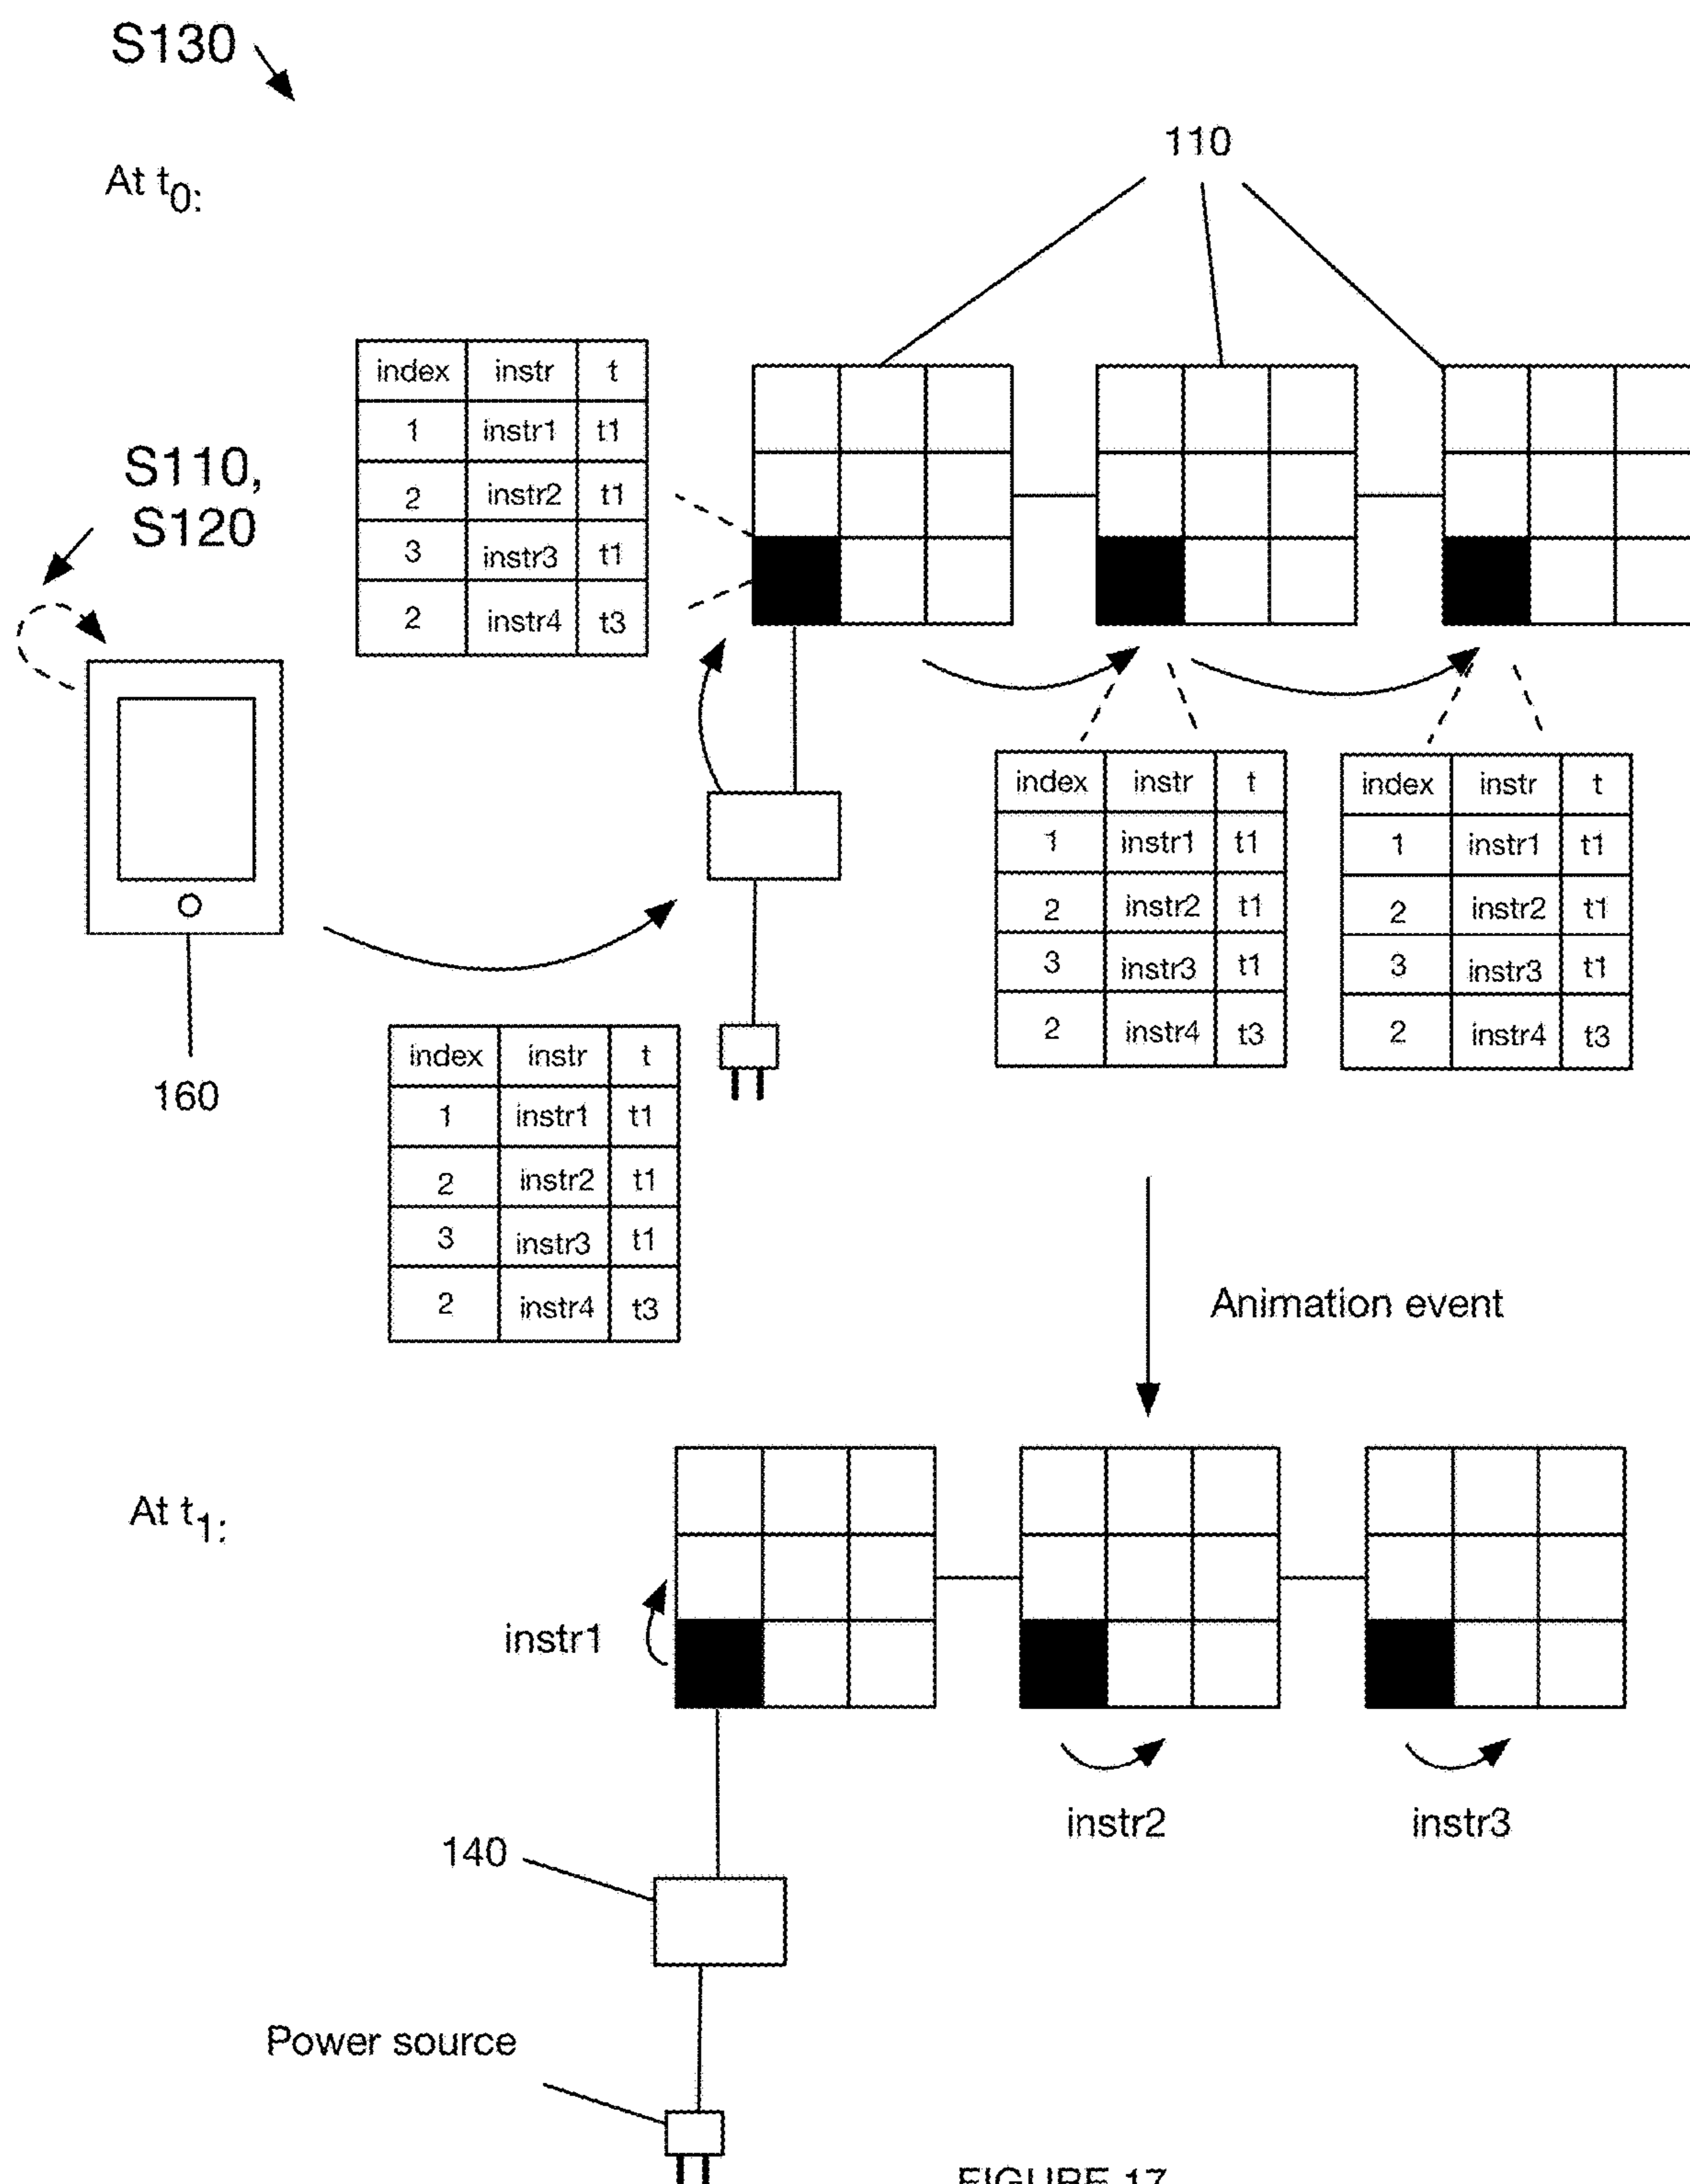 S130
At t0:
110
index instr t
1 instr1 t1
2 instr2 t1
3 instr3 t1
2 instr4 t3
S110,
S120
160
index instr t
1 instr1 t1
2 instr2 t1
3 instr3 t1
2 instr4 t3
index instr t
1 instr1 t1
2 instr2 t1
3 instr3 t1
2 instr4 t3
index instr t
1 instr1 t1
2 instr2 t1
3 instr3 t1
2 instr4 t3
Animation event
At t1:
instr1
instr2
instr3
140
Power source
FIGURE 17